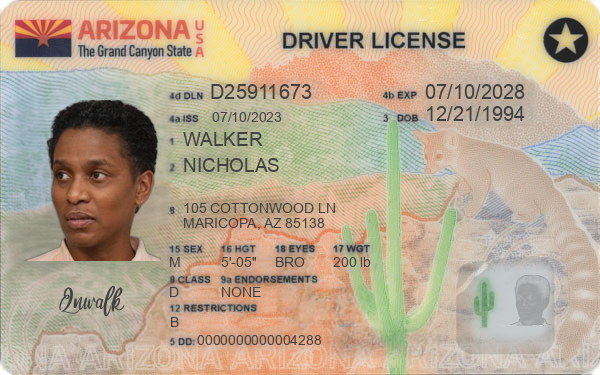 ARIZONA USA
The Grand Canyon State
DRIVER LICENSE
4d DLN D25911673 4b EXP 07/10/2028
4a ISS 07/10/2023 3 DOB 12/21/1994
1 WALKER
2 NICHOLAS
8 105 COTTONWOOD LN
MARICOPA, AZ 85138
15 SEX 16 HGT 18 EYES 17 WGT
M 5'-05" BRO 200 lb
9 CLASS 9a ENDORSEMENTS
D NONE
12 RESTRICTIONS
B
5 DD: 0000000000004288
ARIZONA ARIZONA ARIZONA